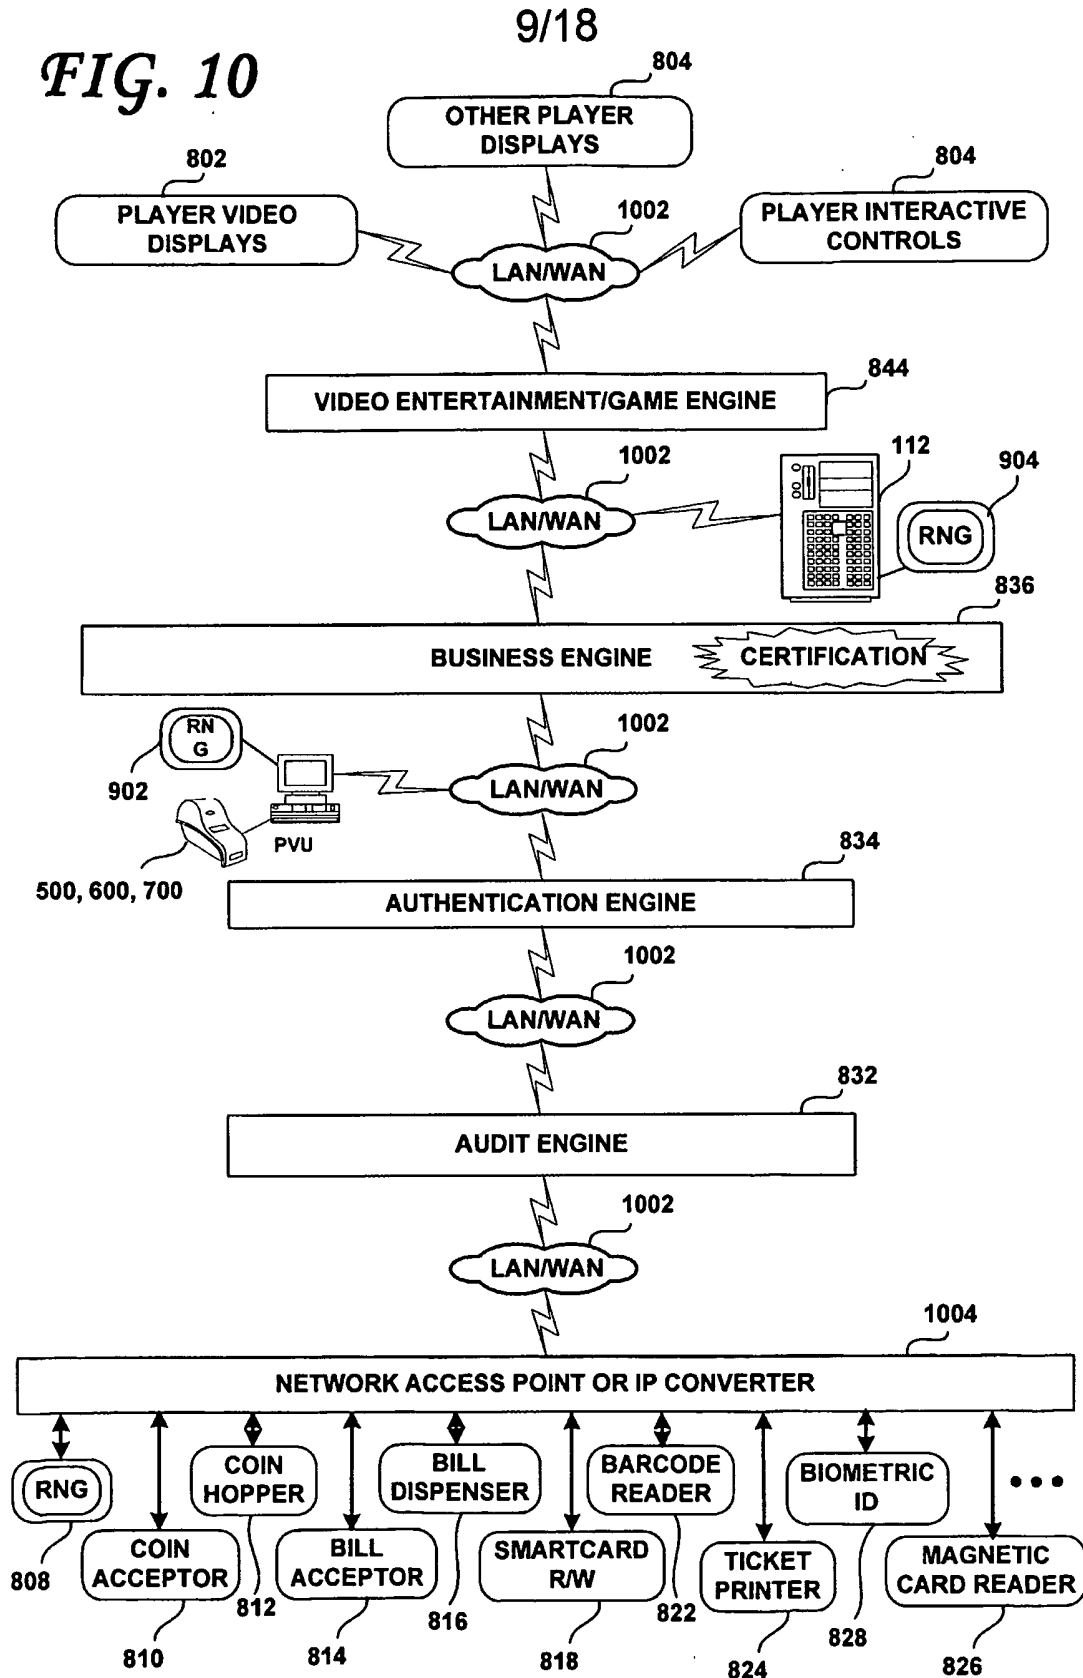 9/18
FIG. 10
804
OTHER PLAYER
DISPLAYS
802
PLAYER VIDEO
DISPLAYS
1002
LAN/WAN
804
PLAYER INTERACTIVE
CONTROLS
844
VIDEO ENTERTAINMENT/GAME ENGINE
1002
LAN/WAN
112
904
RNG
836
BUSINESS ENGINE
CERTIFICATION
RN
G
902
1002
LAN/WAN
PVU
500, 600, 700
834
AUTHENTICATION ENGINE
1002
LAN/WAN
832
AUDIT ENGINE
1002
LAN/WAN
1004
NETWORK ACCESS POINT OR IP CONVERTER
RNG
COIN
HOPPER
BILL
DISPENSER
BARCODE
READER
BIOMETRIC
ID
COIN
ACCEPTOR
BILL
ACCEPTOR
SMARTCARD
R/W
TICKET
PRINTER
MAGNETIC
CARD READER
808
810
812
814
816
818
822
824
828
826